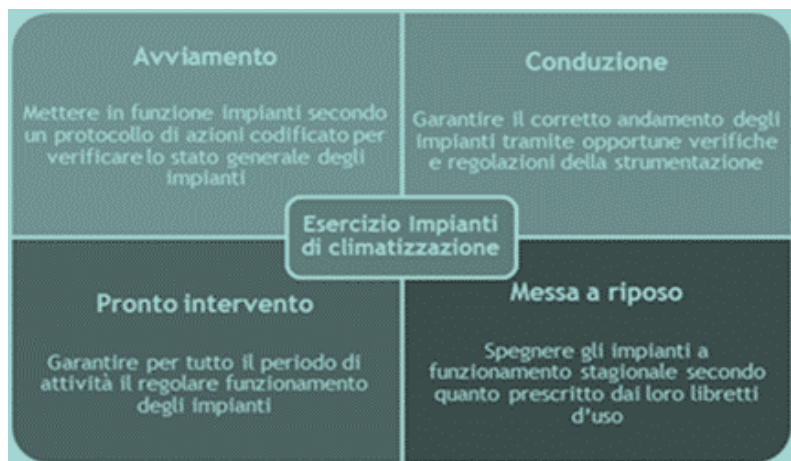 Avviamento
Mettere in funzione impianti secondo
un protocollo di azioni codificato per
verificare lo stato generale degli
impianti
Conduzione
Garantire il corretto andamento degli
impianti tramite opportune verifiche
e regolazioni della strumentazione
Esercizio Impianti
di climatizzazione
Pronto intervento
Garantire per tutto il periodo di
attività il regolare funzionamento
degli impianti
Messa a riposo
Spegnere gli impianti a
funzionamento stagionale secondo
quanto prescritto dai loro libretti
d'uso